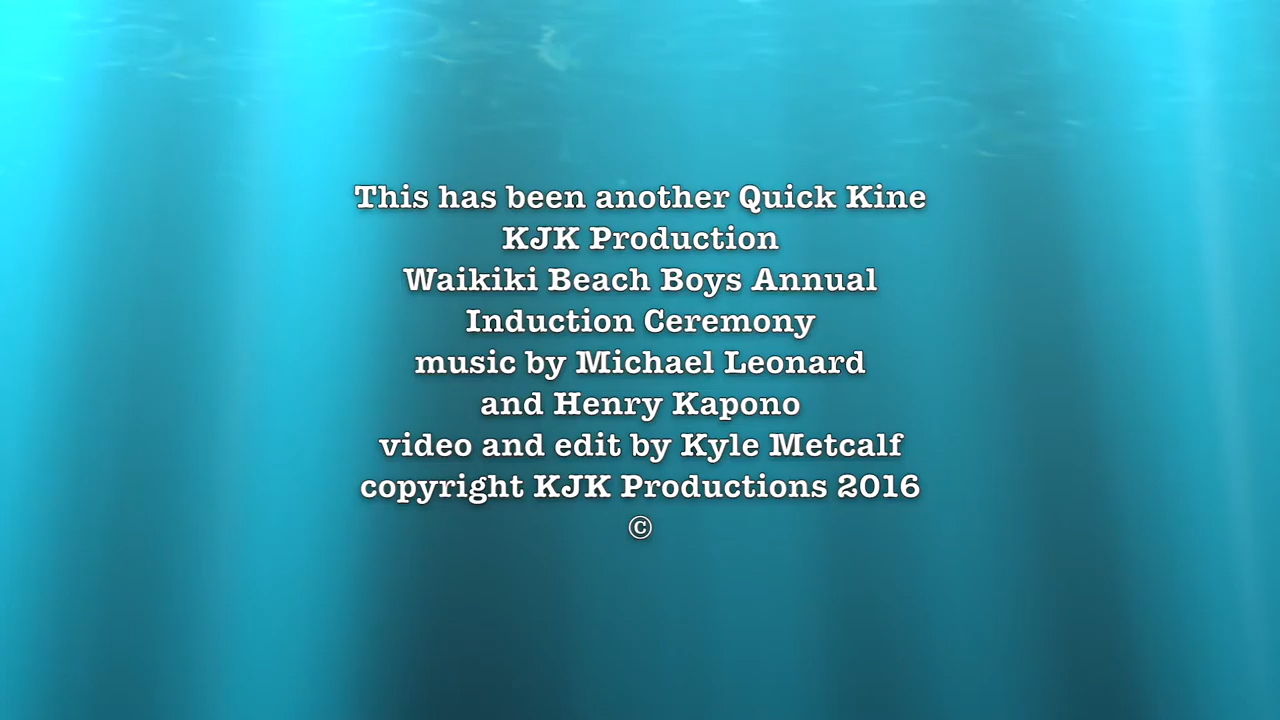 This has been another Quick Kine
KJK Production
Waikiki Beach Boys Annual
Induction Ceremony
music by Michael Leonard
and Henry Kapono
video and edit by Kyle Metcalf
copyright KJK Productions 2016
©